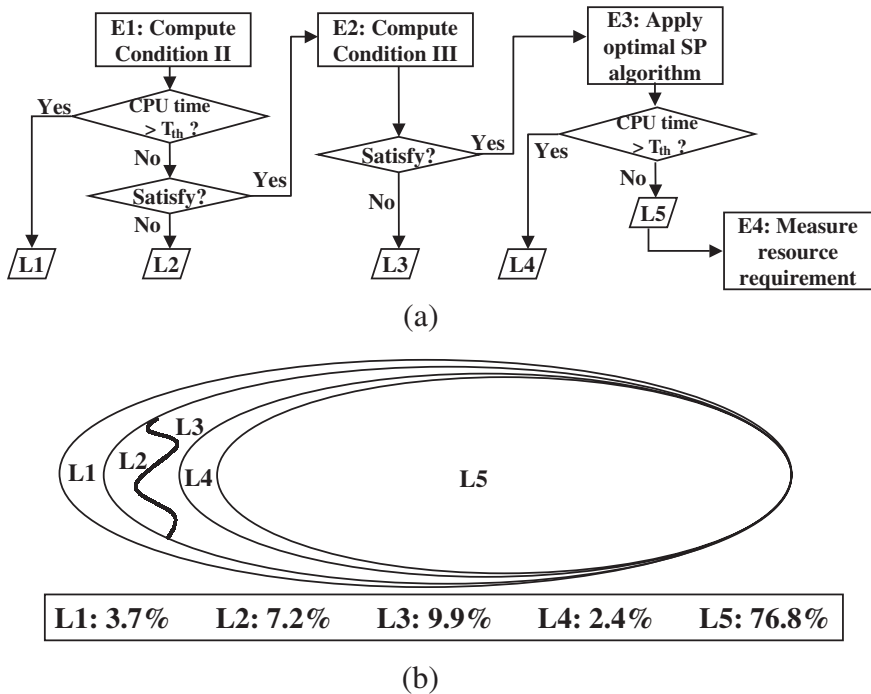 E1: Compute
Condition II
E2: Compute
Condition III
E3: Apply
optimal SP
algorithm
Yes
CPU time
> Tth ?
No
Satisfy?
Yes
No
L1
L2
Satisfy?
Yes
No
L3
CPU time
> Tth ?
Yes
No
L4
L5
E4: Measure
resource
requirement
(a)
L1
L2
L3
L4
L5
L1: 3.7% L2: 7.2% L3: 9.9% L4: 2.4% L5: 76.8%
(b)